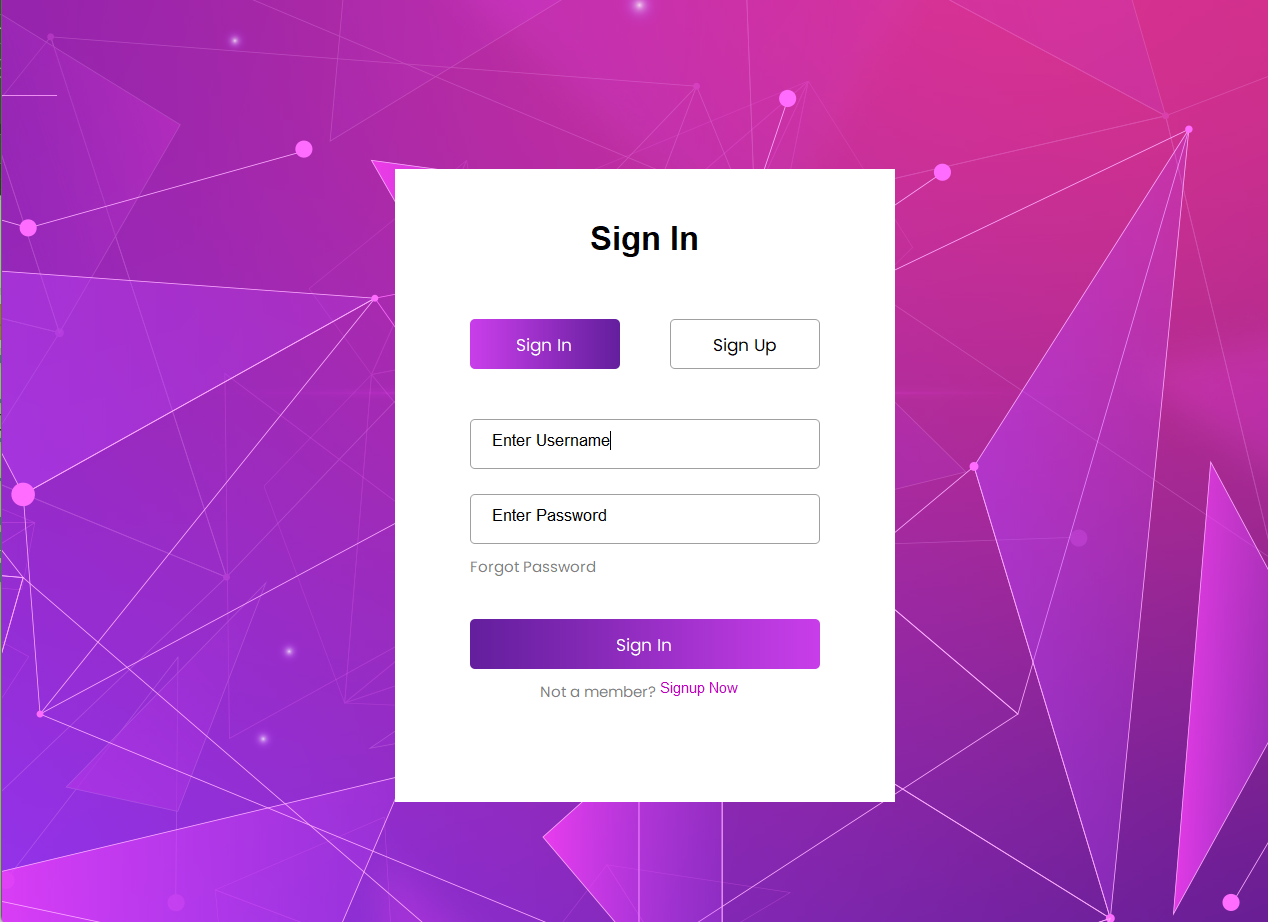 Sign In
Sign In
Sign Up
Enter Username
Enter Password
Forgot Password
Sign In
Not a member? Signup Now